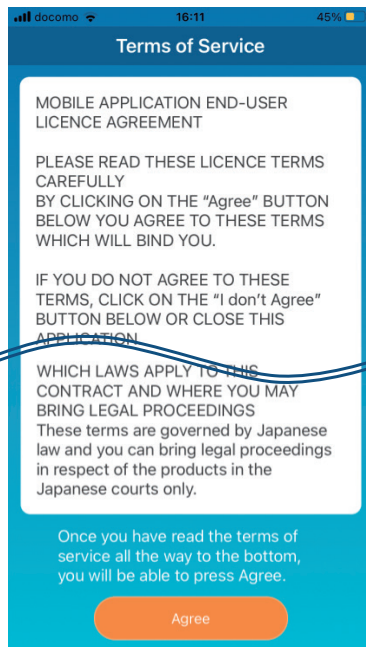 docomo 16:11 45%
Terms of Service
MOBILE APPLICATION END-USER
LICENCE AGREEMENT
PLEASE READ THESE LICENCE TERMS
CAREFULLY
BY CLICKING ON THE “Agree” BUTTON
BELOW YOU AGREE TO THESE TERMS
WHICH WILL BIND YOU.
IF YOU DO NOT AGREE TO THESE
TERMS, CLICK ON THE “I don’t Agree”
BUTTON BELOW OR CLOSE THIS
APPLICATION
WHICH LAWS APPLY TO THIS
CONTRACT AND WHERE YOU MAY
BRING LEGAL PROCEEDINGS
These terms are governed by Japanese
law and you can bring legal proceedings
in respect of the products in the
Japanese courts only.
Once you have read the terms of
service all the way to the bottom,
you will be able to press Agree.
Agree